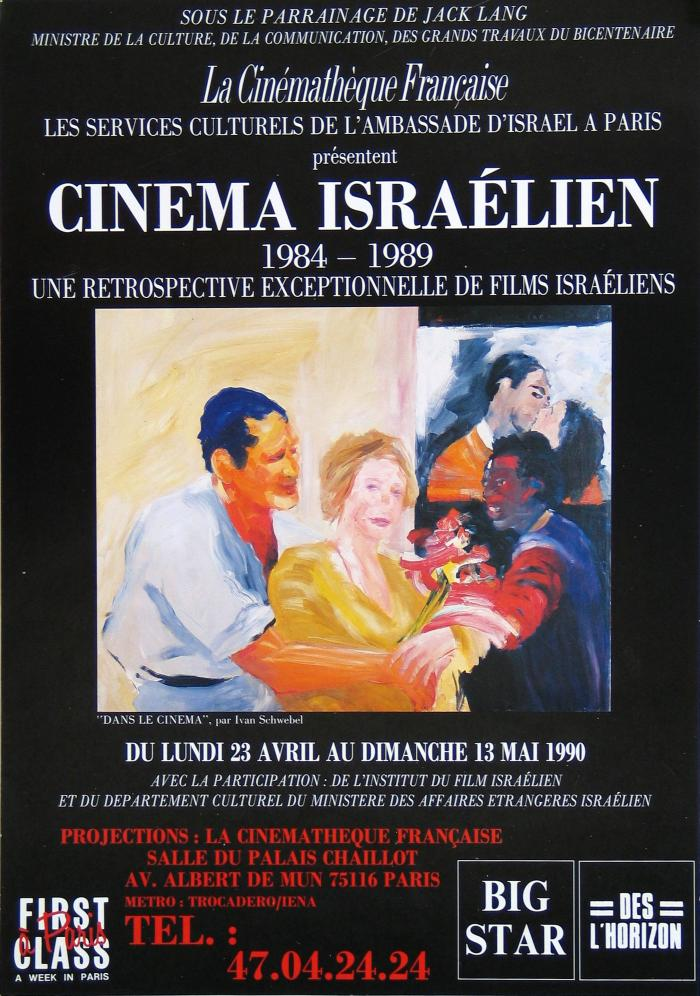 SOUS LE PARRAINAGE DE JACK LANG
MINISTRE DE LA CULTURE, DE LA COMMUNICATION, DES GRANDS TRAVAUX DU BICENTENAIRE
La Cinémathèque Française
LES SERVICES CULTURELS DE L'AMBASSADE D'ISRAEL A PARIS
présentent
CINEMA ISRAÉLIEN
1984 – 1989
UNE RETROSPECTIVE EXCEPTIONNELLE DE FILMS ISRAÉLIENS
"DANS LE CINEMA", par Ivan Schwebel
DU LUNDI 23 AVRIL AU DIMANCHE 13 MAI 1990
AVEC LA PARTICIPATION : DE L'INSTITUT DU FILM ISRAÉLIEN
ET DU DEPARTEMENT CULTUREL DU MINISTERE DES AFFAIRES ETRANGERES ISRAÉLIEN
PROJECTIONS : LA CINEMATHEQUE FRANÇAISE
SALLE DU PALAIS CHAILLOT
AV. ALBERT DE MUN 75116 PARIS
METRO : TROCADERO/IENA
TEL. :
47.04.24.24
FIRST
à Paris
CLASS
A WEEK IN PARIS
BIG
STAR
DES
L'HORIZON